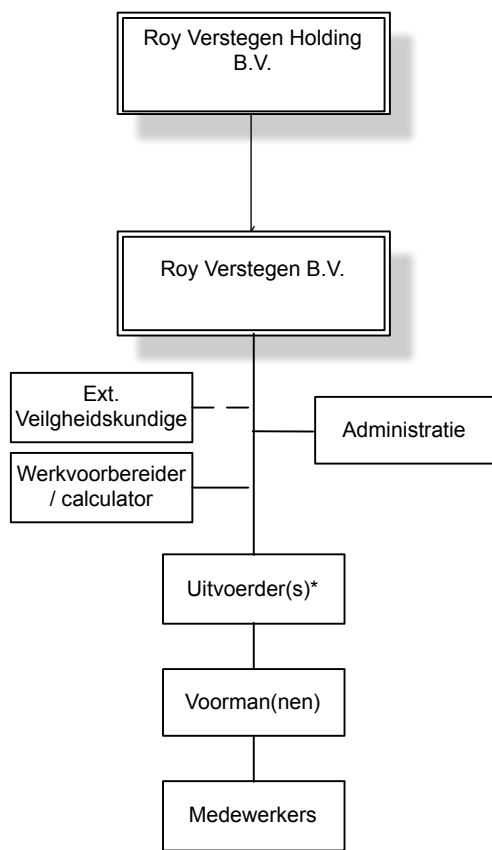 Roy Verstegen Holding
B.V.
Roy Verstegen B.V.
Ext.
Veilgheidskundige
Administratie
Werkvoorbereider
/ calculator
Uitvoerder(s)*
Voorman(nen)
Medewerkers